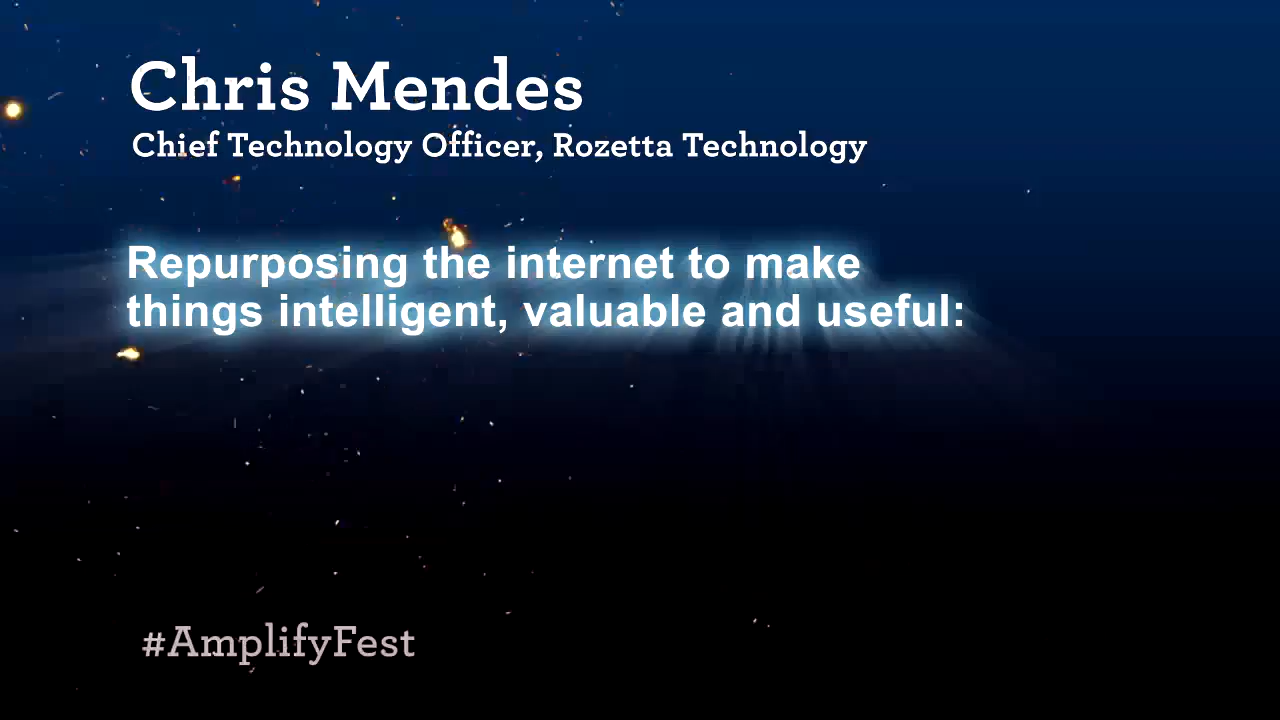 Chris Mendes
Chief Technology Officer, Rozetta Technology
Repurposing the internet to make
things intelligent, valuable and useful:
#AmplifyFest